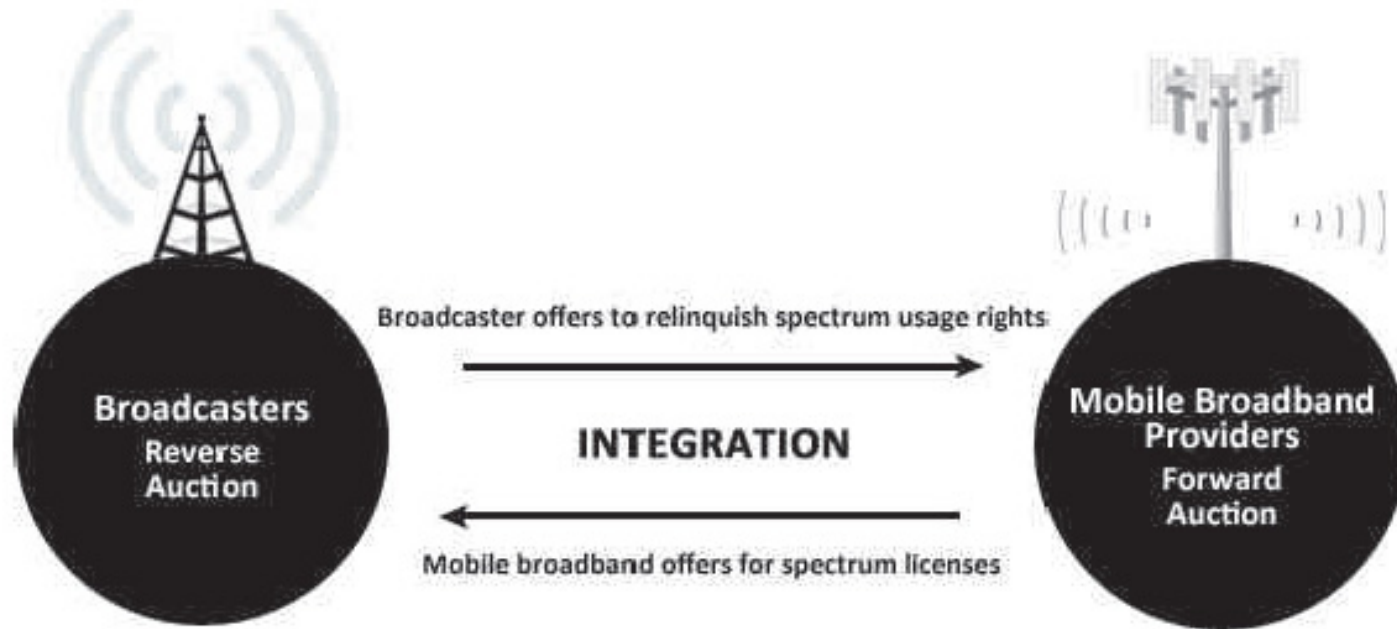 Broadcaster offers to relinquish spectrum usage rights
Broadcasters
Reverse
Auction
INTEGRATION
Mobile Broadband
Providers
Forward
Auction
Mobile broadband offers for spectrum licenses